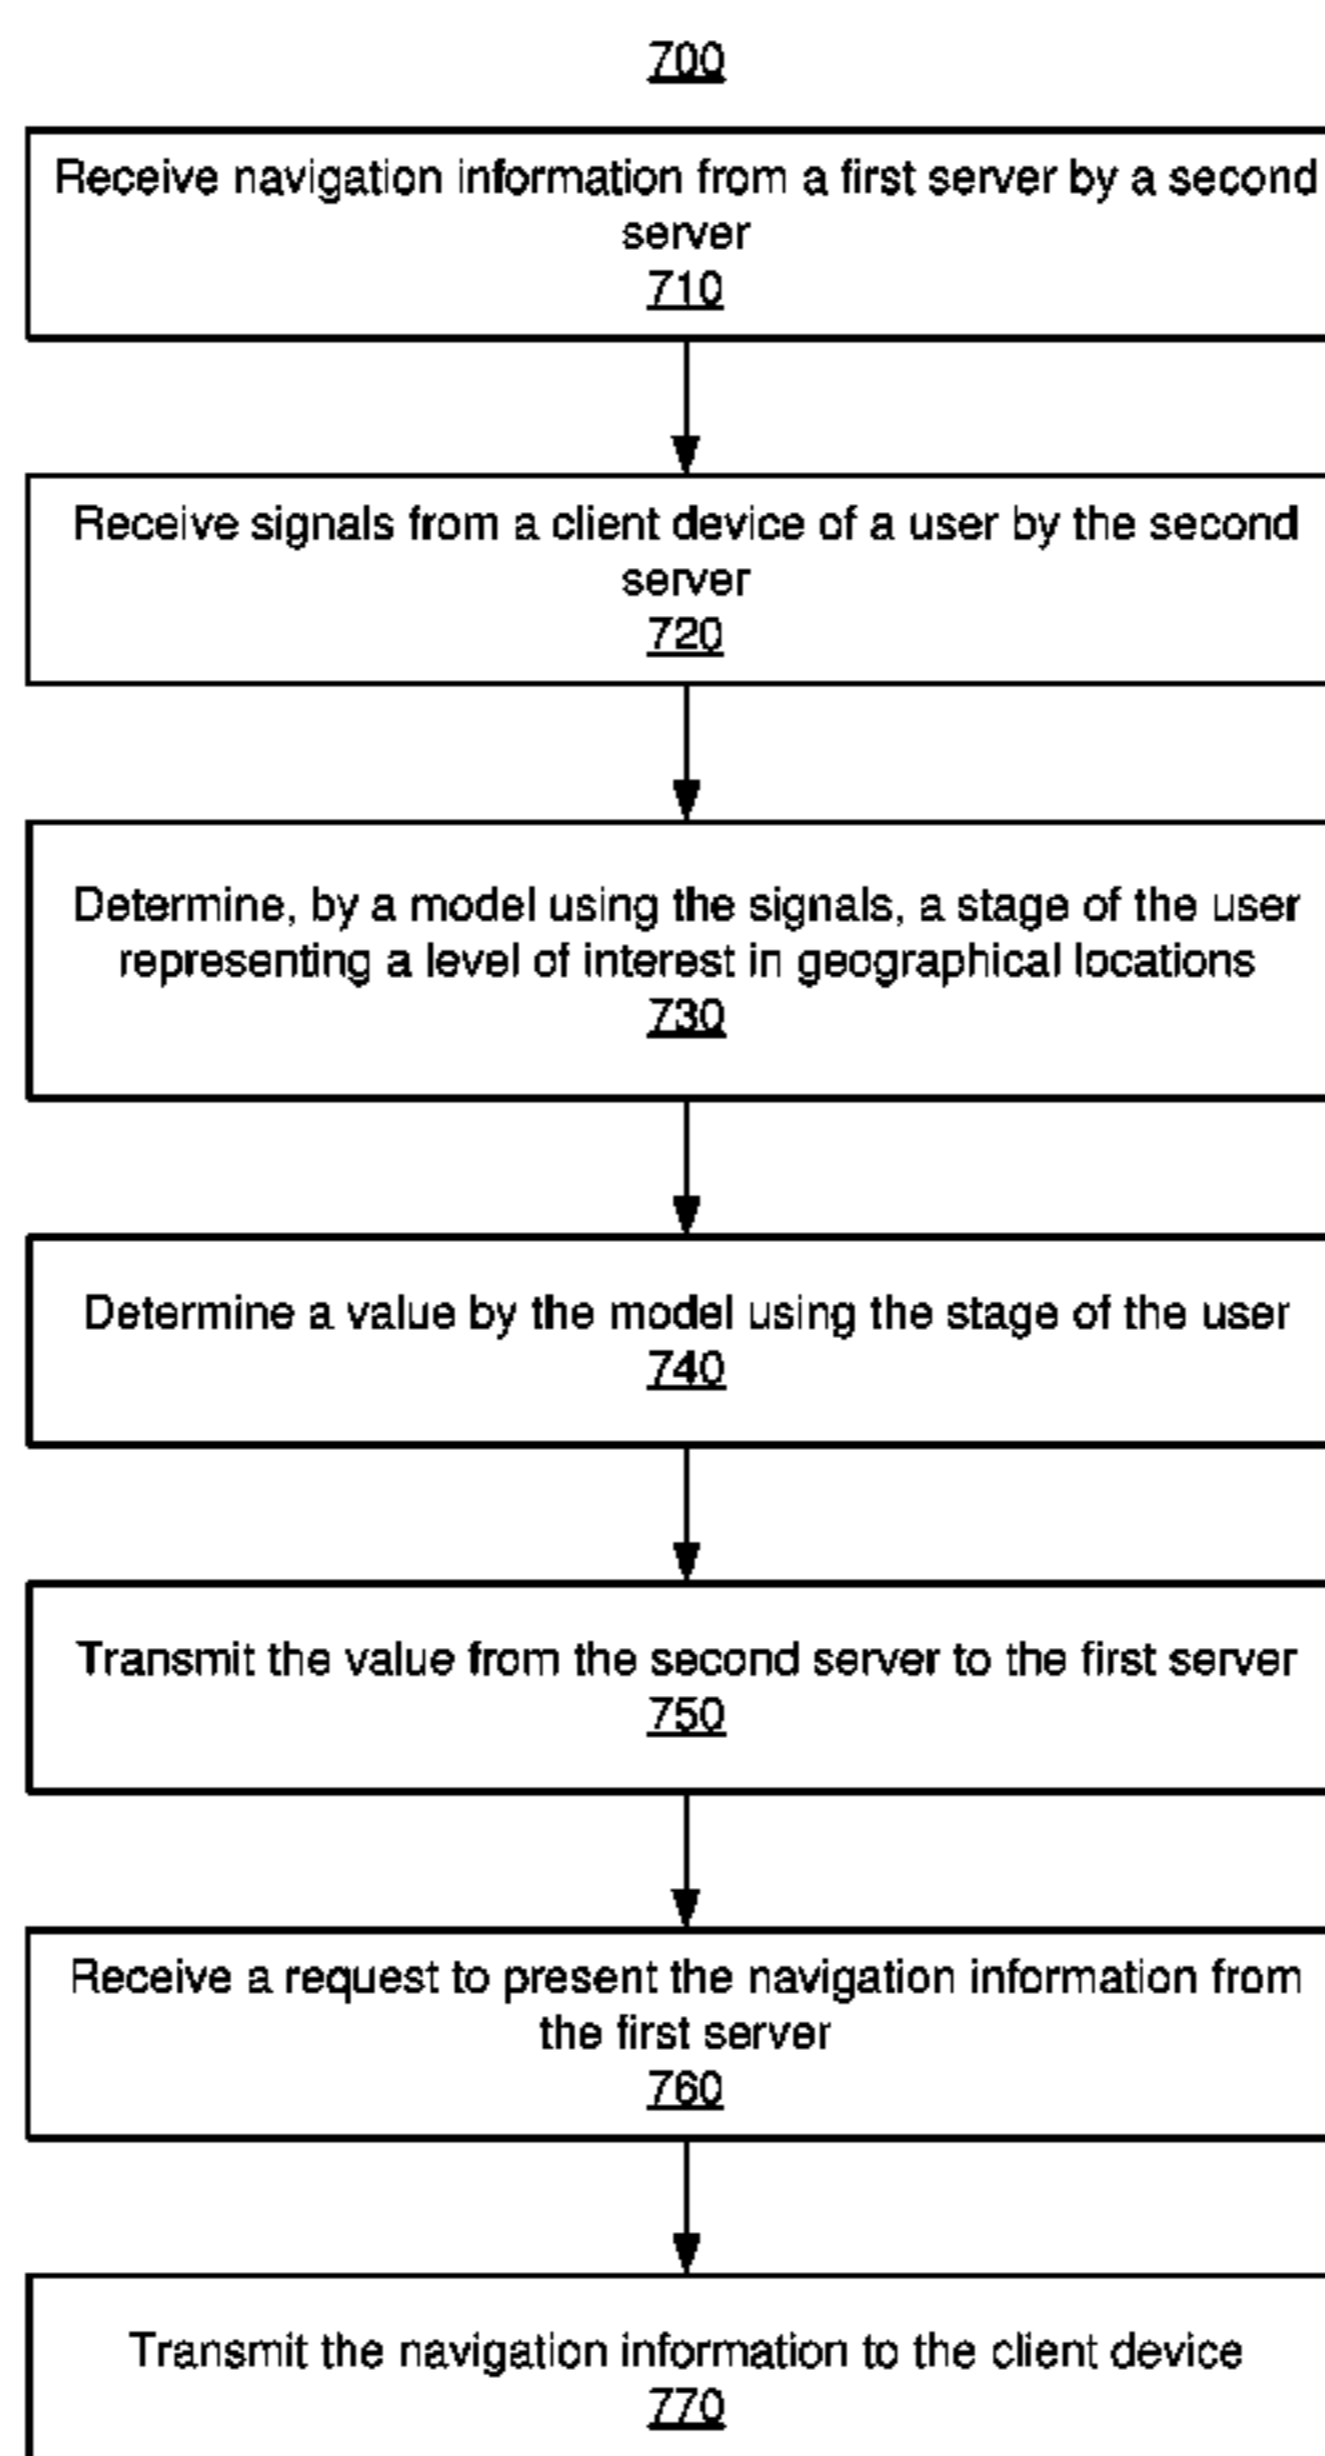 700
Receive navigation information from a first server by a second
server
710
Receive signals from a client device of a user by the second
server
720
Determine, by a model using the signals, a stage of the user
representing a level of interest in geographical locations
730
Determine a value by the model using the stage of the user
740
Transmit the value from the second server to the first server
750
Receive a request to present the navigation information from
the first server
760
Transmit the navigation information to the client device
770